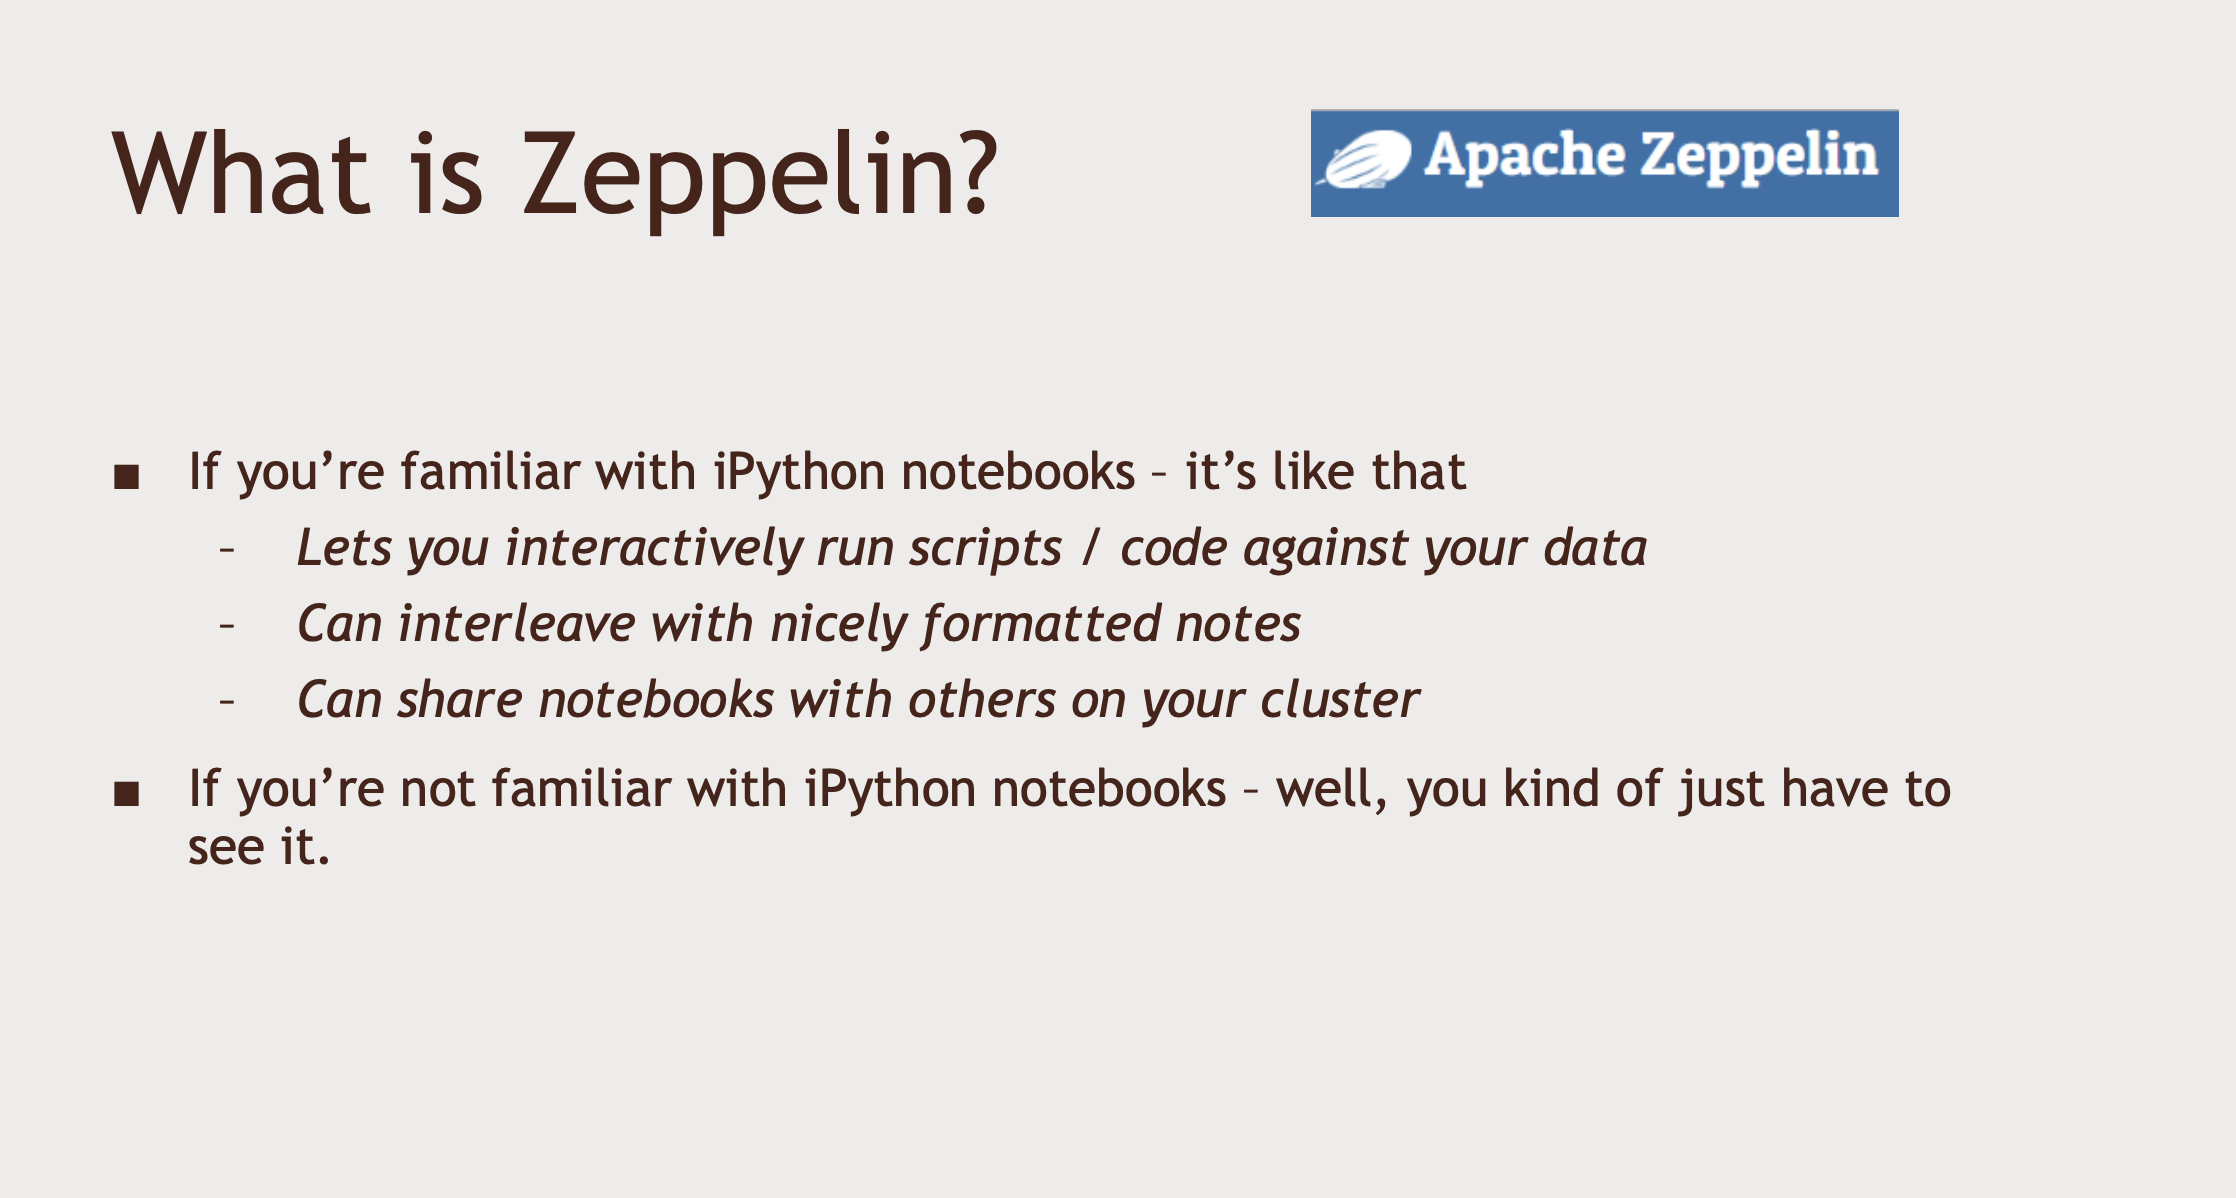 What is Zeppelin?
Apache Zeppelin
■ If you’re familiar with iPython notebooks – it’s like that
– Lets you interactively run scripts / code against your data
– Can interleave with nicely formatted notes
– Can share notebooks with others on your cluster
■ If you’re not familiar with iPython notebooks – well, you kind of just have to
see it.